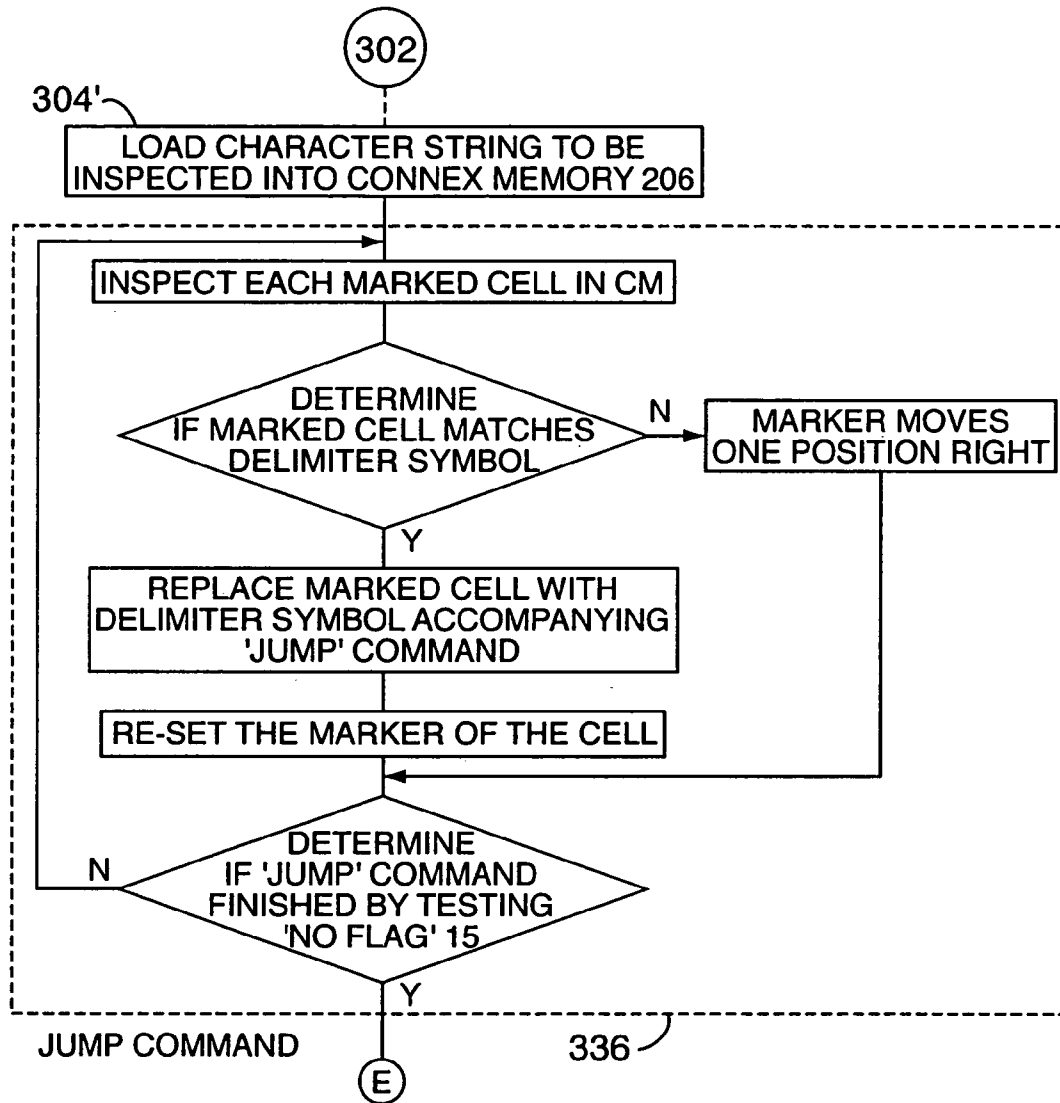 302
304'
LOAD CHARACTER STRING TO BE
INSPECTED INTO CONNEX MEMORY 206
INSPECT EACH MARKED CELL IN CM
DETERMINE
IF MARKED CELL MATCHES
DELIMITER SYMBOL
N
MARKER MOVES
ONE POSITION RIGHT
Y
REPLACE MARKED CELL WITH
DELIMITER SYMBOL ACCOMPANYING
'JUMP' COMMAND
RE-SET THE MARKER OF THE CELL
DETERMINE
IF 'JUMP' COMMAND
FINISHED BY TESTING
'NO FLAG' 15
N
Y
JUMP COMMAND
336
E